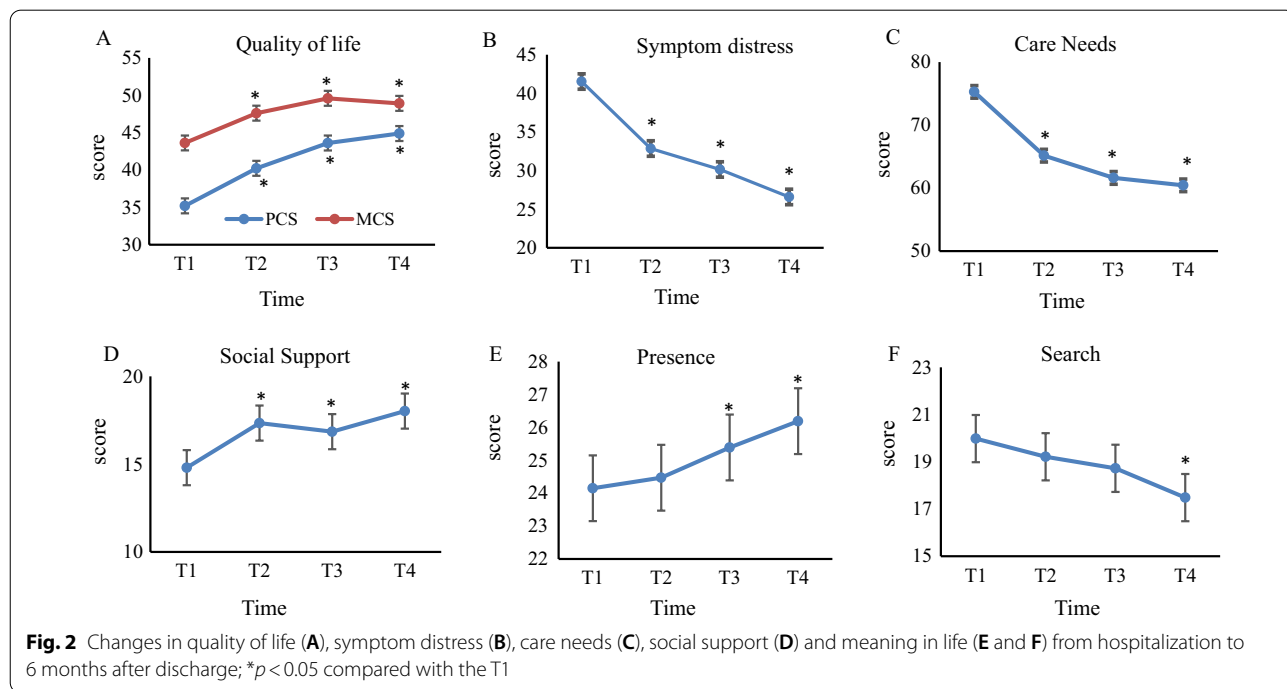 A
Quality of life
55
50
45
40
35
30
score
*
*
*
*
*
*
PCS MCS
T1 T2 T3 T4
Time
B
Symptom distress
45
40
35
30
25
20
score
*
*
*
T1 T2 T3 T4
Time
C
Care Needs
80
70
60
50
score
*
*
*
T1 T2 T3 T4
Time
D
Social Support
20
15
10
score
*
*
*
T1 T2 T3 T4
Time
E
Presence
28
27
26
25
24
23
22
score
*
*
T1 T2 T3 T4
Time
F
Search
23
21
19
17
15
score
*
T1 T2 T3 T4
Time
Fig. 2 Changes in quality of life (A), symptom distress (B), care needs (C), social support (D) and meaning in life (E and F) from hospitalization to
6 months after discharge; *p < 0.05 compared with the T1